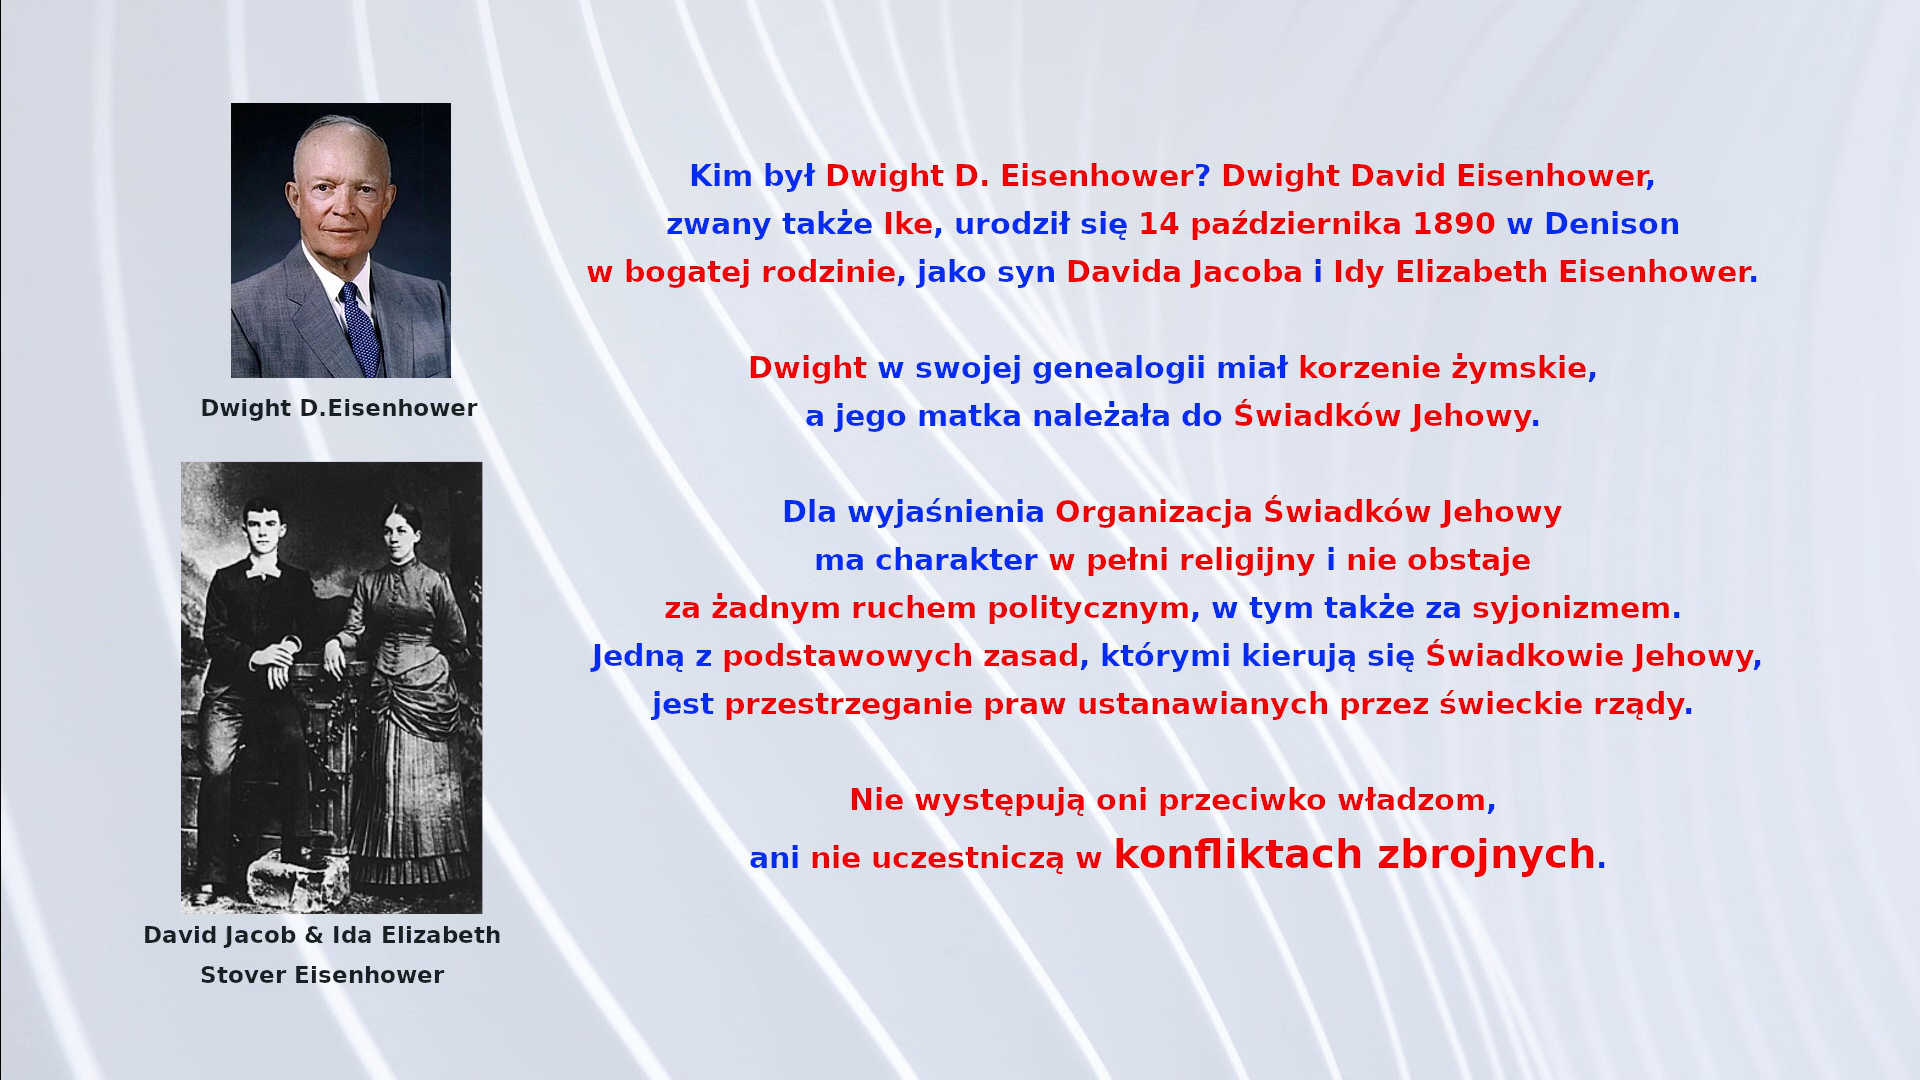 Kim był Dwight D. Eisenhower? Dwight David Eisenhower,
zwany także Ike, urodził się 14 października 1890 w Denison
w bogatej rodzinie, jako syn Davida Jacoba i Idy Elizabeth Eisenhower.
Dwight w swojej genealogii miał korzenie żymskie,
a jego matka należała do Świadków Jehowy.
Dla wyjaśnienia Organizacja Świadków Jehowy
ma charakter w pełni religijny i nie obstaje
za żadnym ruchem politycznym, w tym także za syjonizmem.
Jedną z podstawowych zasad, którymi kierują się Świadkowie Jehowy,
jest przestrzeganie praw ustanawianych przez świeckie rządy.
Nie występują oni przeciwko władzom,
ani nie uczestniczą w konfliktach zbrojnych.
Dwight D.Eisenhower
David Jacob & Ida Elizabeth
Stover Eisenhower